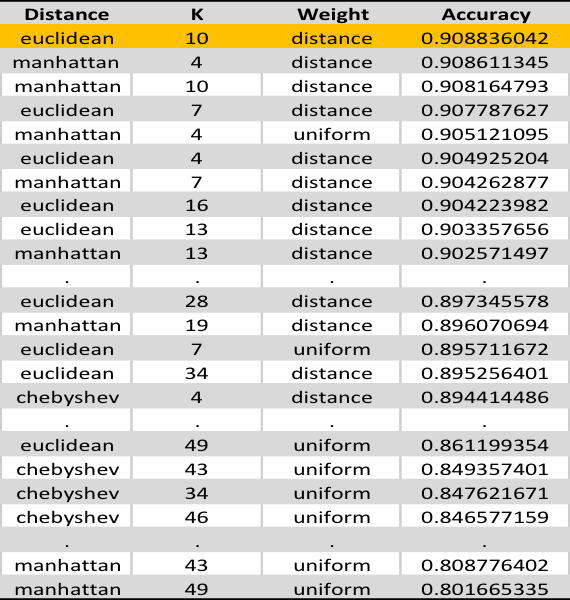 Distance K Weight Accuracy
euclidean 10 distance 0.908836042
manhattan 4 distance 0.908611345
manhattan 10 distance 0.908164793
euclidean 7 distance 0.907787627
manhattan 4 uniform 0.905121095
euclidean 4 distance 0.904925204
manhattan 7 distance 0.904262877
euclidean 16 distance 0.904223982
euclidean 13 distance 0.903357656
manhattan 13 distance 0.902571497
. . . .
euclidean 28 distance 0.897345578
manhattan 19 distance 0.896070694
euclidean 7 uniform 0.895711672
euclidean 34 distance 0.895256401
chebyshev 4 distance 0.894414486
. . . .
euclidean 49 uniform 0.861199354
chebyshev 43 uniform 0.849357401
chebyshev 34 uniform 0.847621671
chebyshev 46 uniform 0.846577159
. . . .
manhattan 43 uniform 0.808776402
manhattan 49 uniform 0.801665335